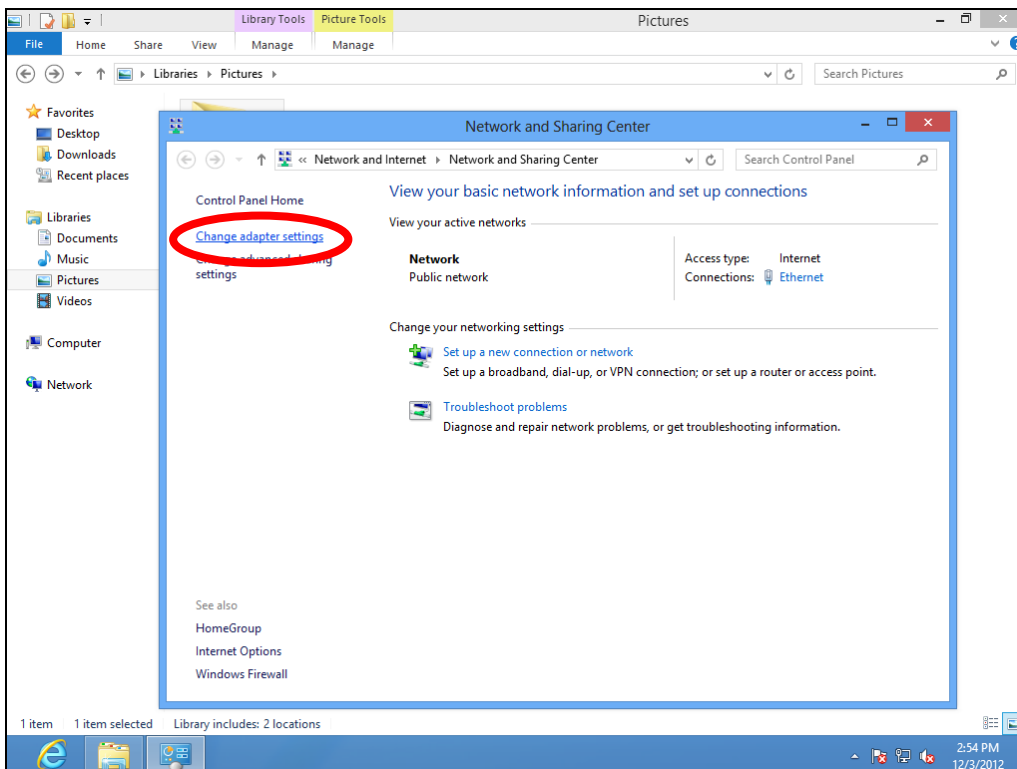 Library Tools Picture Tools Pictures
File Home Share View Manage Manage
Libraries Pictures Search Pictures
Favorites
Desktop
Downloads
Recent places
Libraries
Documents
Music
Pictures
Videos
Computer
Network
Network and Sharing Center
« Network and Internet Network and Sharing Center Search Control Panel
Control Panel Home
Change adapter settings
Change advanced sharing
settings
View your basic network information and set up connections
View your active networks
Network
Public network
Access type: Internet
Connections: Ethernet
Change your networking settings
Set up a new connection or network
Set up a broadband, dial-up, or VPN connection; or set up a router or access point.
Troubleshoot problems
Diagnose and repair network problems, or get troubleshooting information.
See also
HomeGroup
Internet Options
Windows Firewall
1 item 1 item selected Library includes: 2 locations
2:54 PM
12/3/2012